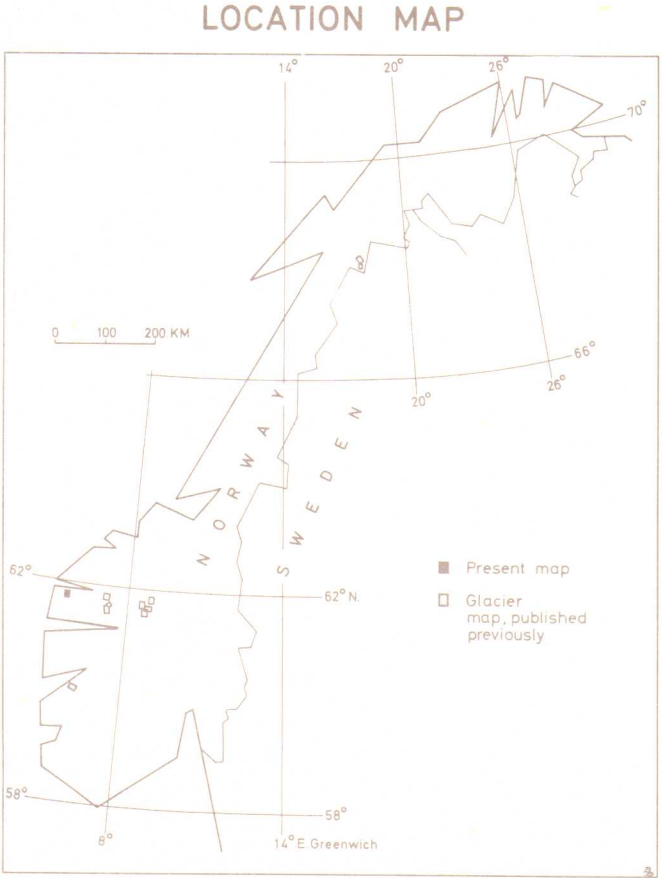 LOCATION MAP
14° 20° 26°
70°
0 100 200 KM
66°
26°
20°
NORWAY
SWEDEN
62°
62° N.
Present map
Glacier
map, published
previously
58°
58°
8°
14° E. Greenwich